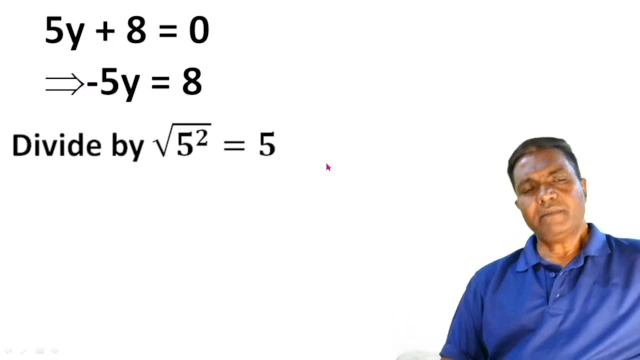 5y + 8 = 0
⟹-5y = 8
Divide by √5² = 5